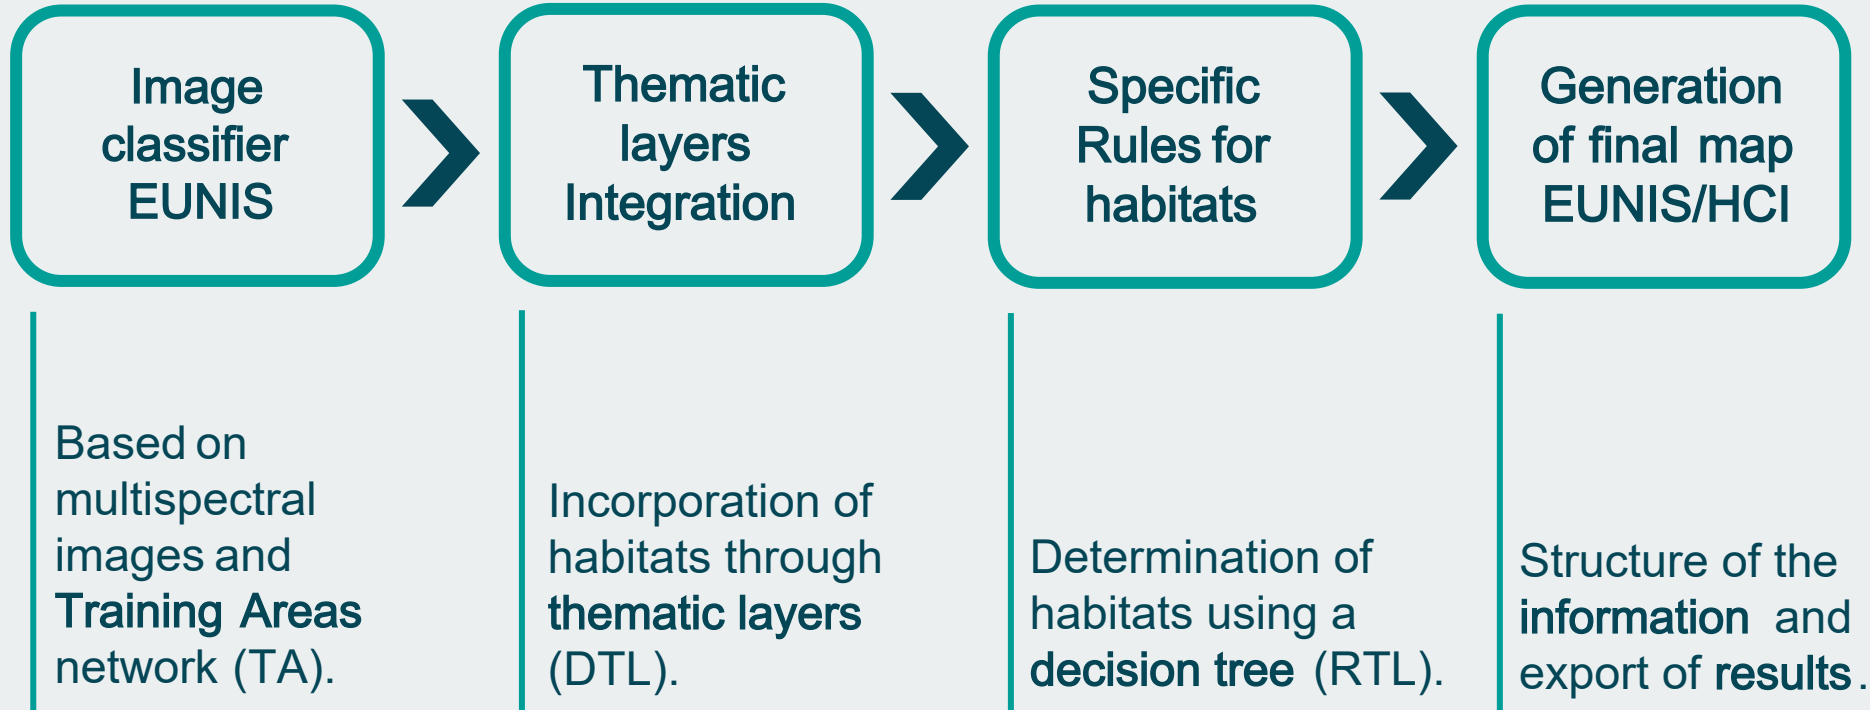 Image
classifier
EUNIS
Thematic
layers
Integration
Specific
Rules for
habitats
Generation
of final map
EUNIS/HCI
Based on
multispectral
images and
Training Areas
network (TA).
Incorporation of
habitats through
thematic layers
(DTL).
Determination of
habitats using a
decision tree (RTL).
Structure of the
information and
export of results.